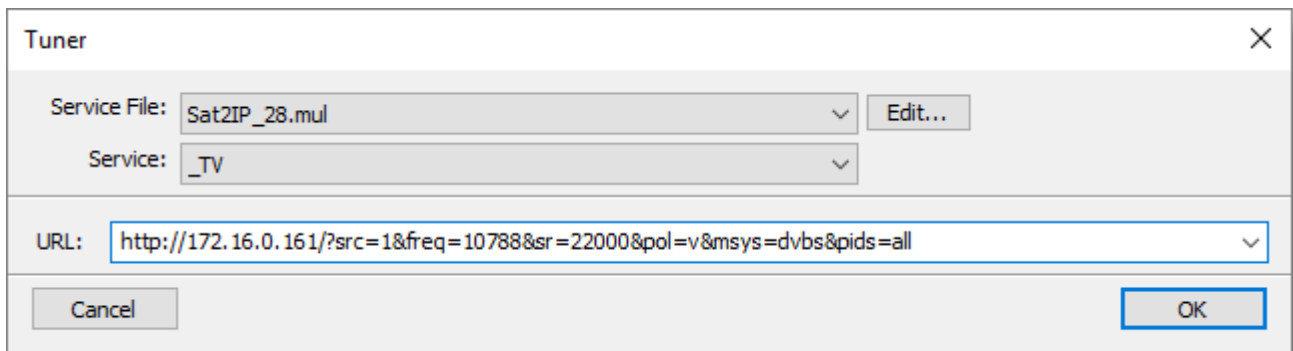 Tuner
Service File: Sat2IP_28.mul Edit...
Service: _TV
URL: http://172.16.0.161/?src=1&freq=10788&sr=22000&pol=v&msys=dvbs&pids=all
Cancel OK